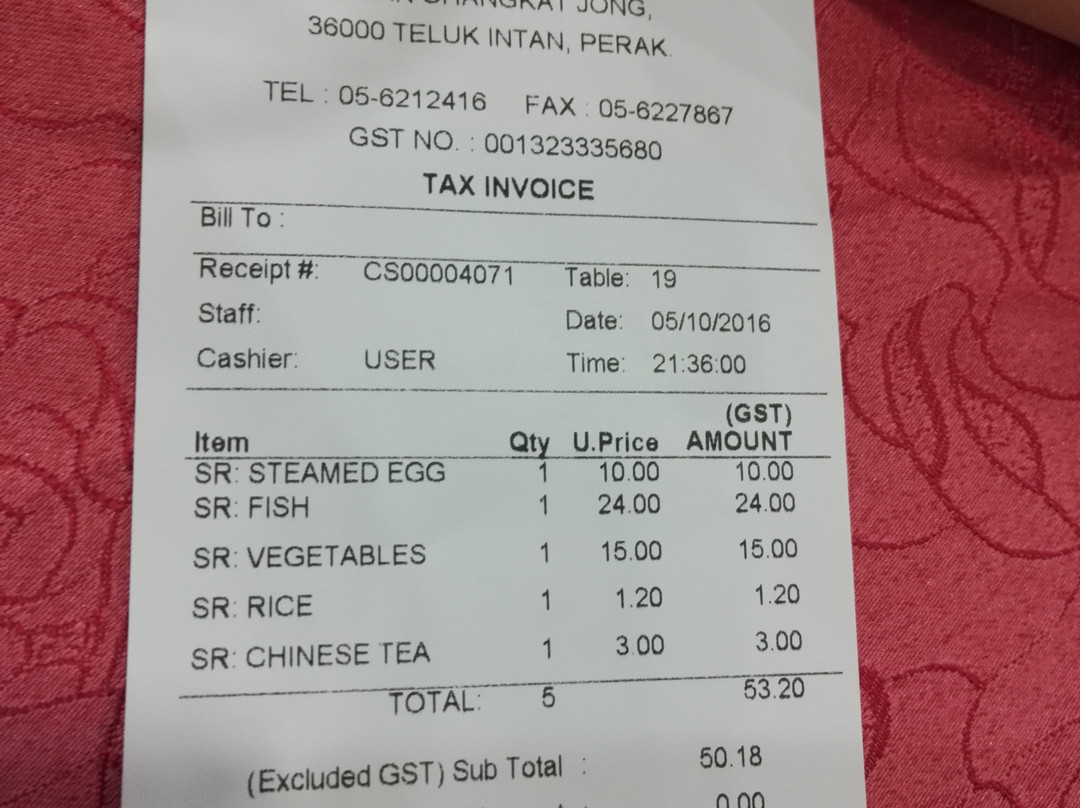 JONG,
36000 TELUK INTAN, PERAK.
TEL : 05-6212416 FAX : 05-6227867
GST NO. : 001323335680
TAX INVOICE
Bill To :
Receipt #: CS00004071 Table: 19
Staff: Date: 05/10/2016
Cashier: USER Time: 21:36:00
(GST)
Item Qty U.Price AMOUNT
SR: STEAMED EGG 1 10.00 10.00
SR: FISH 1 24.00 24.00
SR: VEGETABLES 1 15.00 15.00
SR: RICE 1 1.20 1.20
SR: CHINESE TEA 1 3.00 3.00
TOTAL: 5 53.20
(Excluded GST) Sub Total : 50.18
0.00